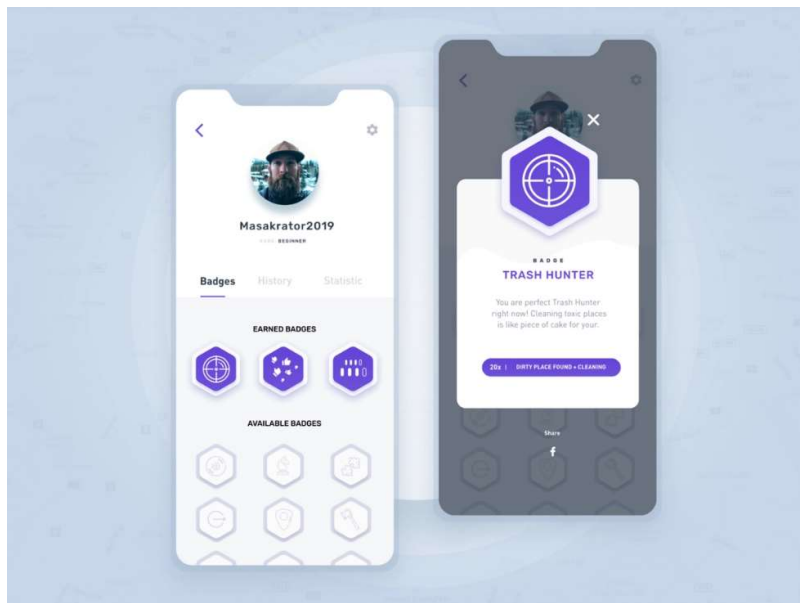 Masakrator2019
BEGINNER
Badges
History
Statistic
EARNED BADGES
AVAILABLE BADGES
BADGE
TRASH HUNTER
You are perfect Trash Hunter
right now! Cleaning toxic places
is like piece of cake for your.
20x | DIRTY PLACE FOUND + CLEANING
Share